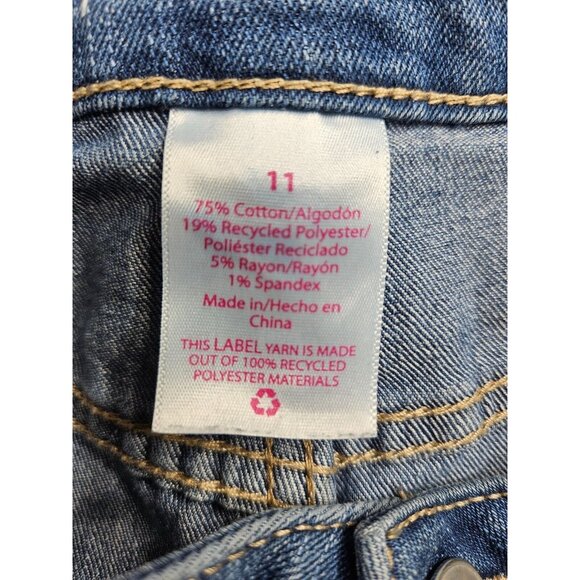 11
75% Cotton/Algodón
19% Recycled Polyester/
Poliéster Reciclado
5% Rayon/Rayón
1% Spandex
Made in/Hecho en
China
THIS LABEL YARN IS MADE
OUT OF 100% RECYCLED
POLYESTER MATERIALS